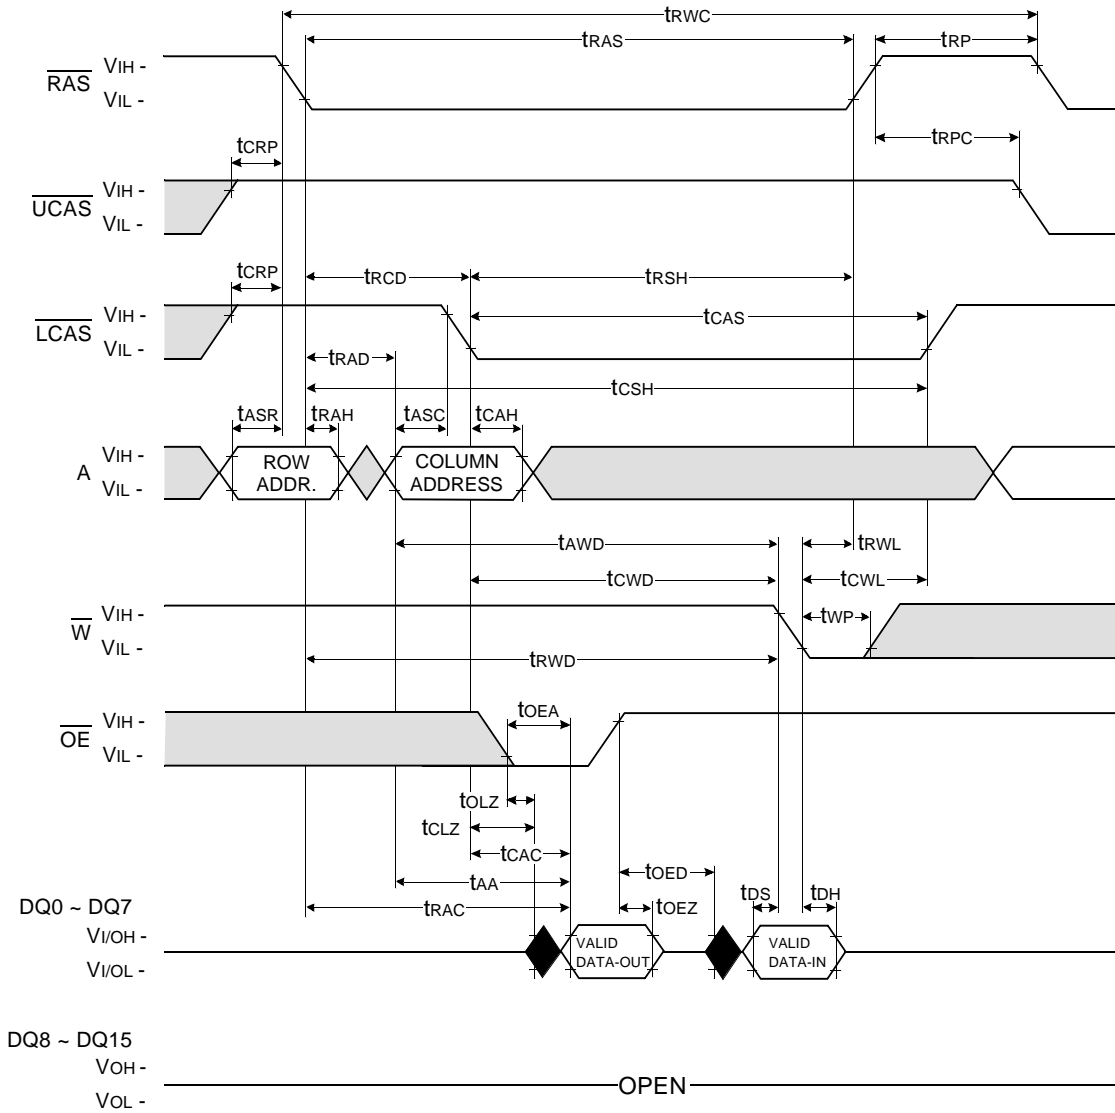 tRWC
tRAS
tRP
RAS
VIH -
VIL -
tCRP
tRPC
UCAS
VIH -
VIL -
tCRP
tRCD
tRSH
LCAS
VIH -
VIL -
tCAS
tRAD
tCSH
tASR
tRAH
tASC
tCAH
A
VIH -
VIL -
ROW
ADDR.
COLUMN
ADDRESS
tAWD
tRWL
tCWD
tCWL
W
VIH -
VIL -
tWP
tRWD
OE
VIH -
VIL -
tOEA
tOLZ
tCLZ
tCAC
tOED
tAA
tRAC
tOEZ
tDS
tDH
DQ0 ~ DQ7
VI/OH -
VI/OL -
VALID
DATA-OUT
VALID
DATA-IN
DQ8 ~ DQ15
VOH -
VOL -
OPEN